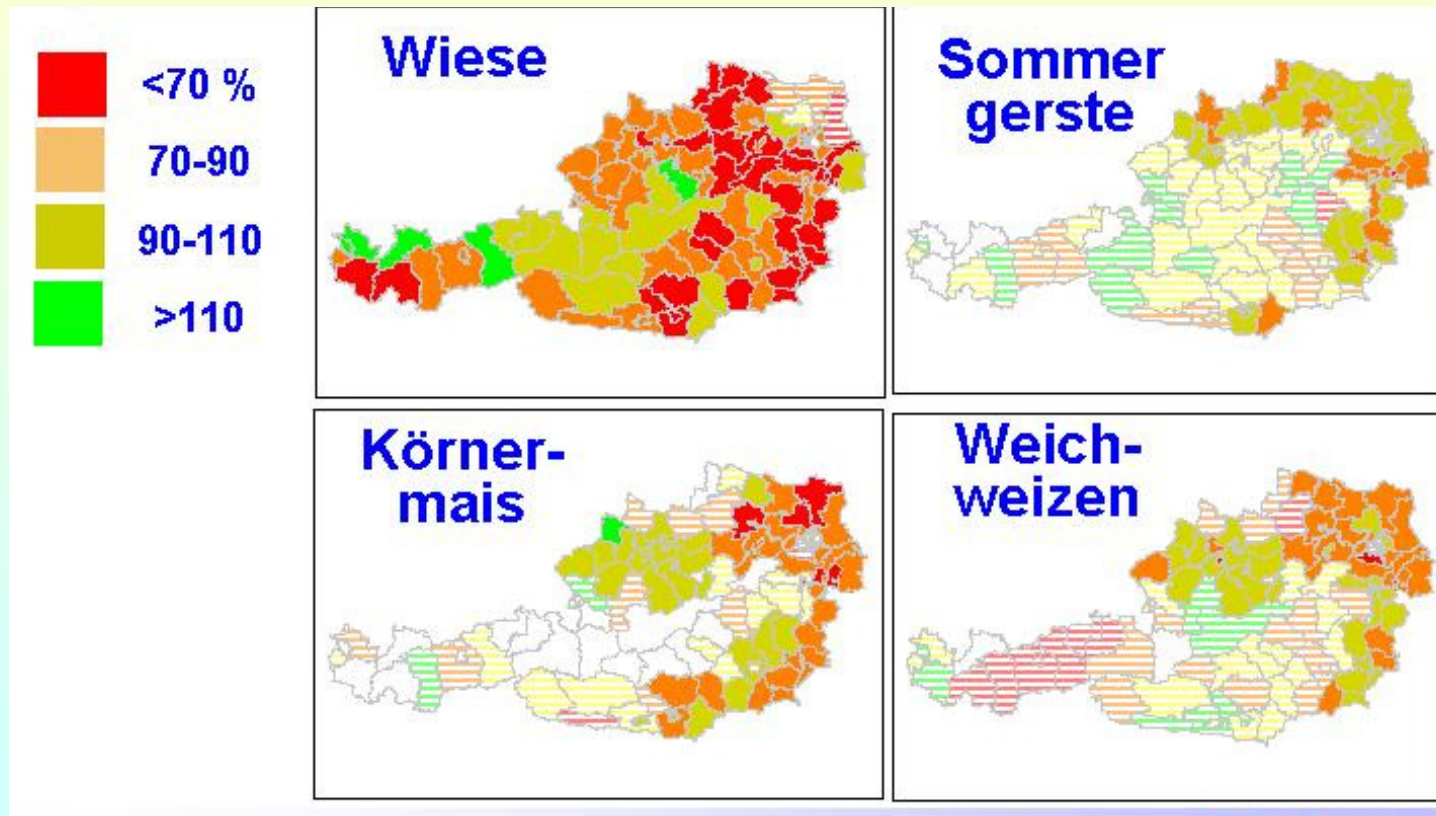 <70 %
70-90
90-110
>110
Wiese
Sommer
gerste
Körner-
mais
Weich-
weizen